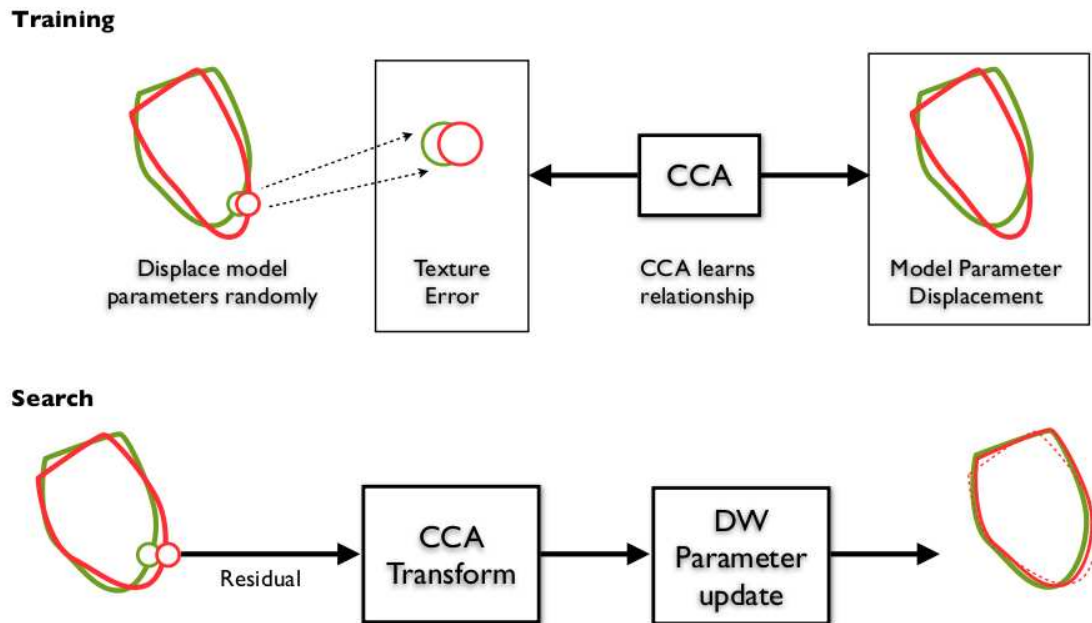 Training
Displace model
parameters randomly
Texture
Error
CCA
CCA learns
relationship
Model Parameter
Displacement
Search
Residual
CCA
Transform
DW
Parameter
update